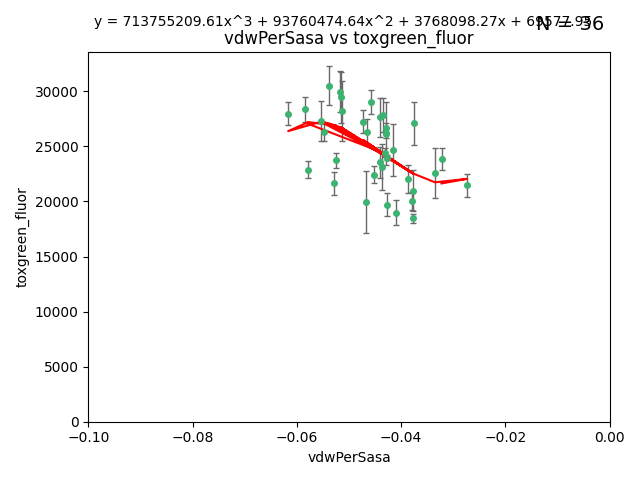 y = 713755209.61x^3 + 93760474.64x^2 + 3768098.27x + 69577.95
N = 36
vdwPerSasa vs toxgreen_fluor
30000
25000
20000
15000
10000
5000
0
toxgreen_fluor
−0.10 −0.08 −0.06 −0.04 −0.02 0.00
vdwPerSasa